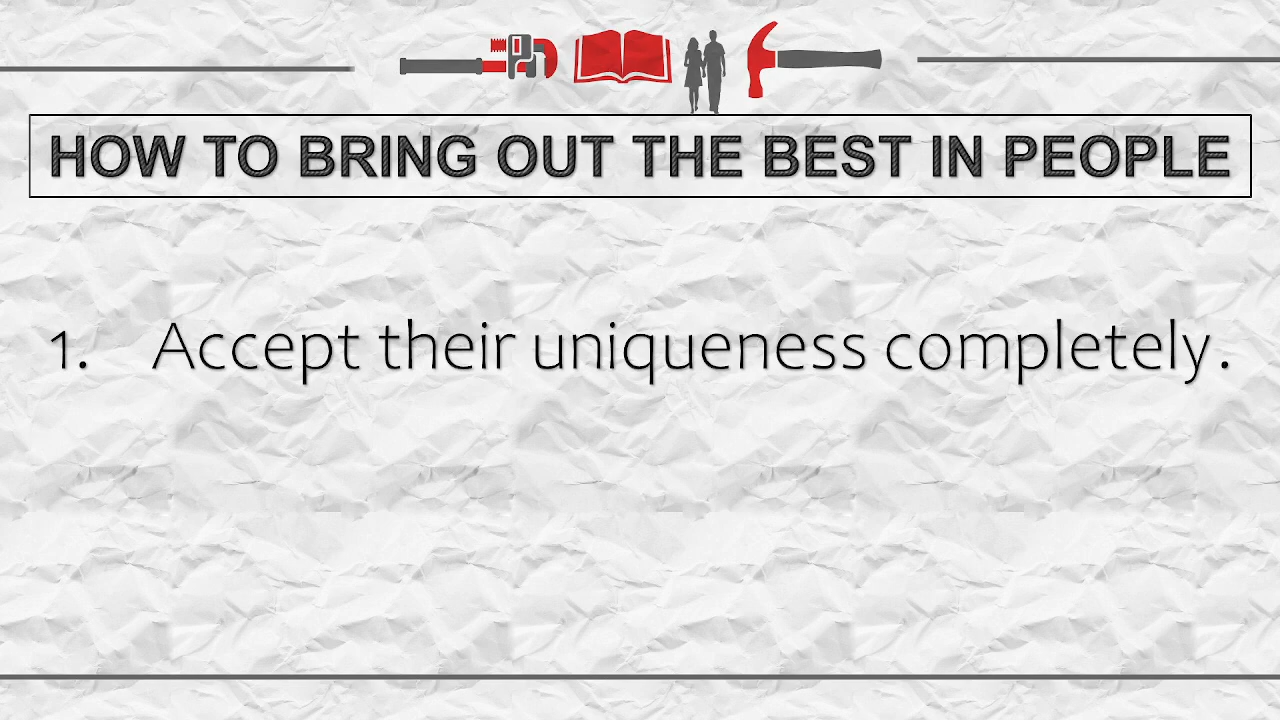 HOW TO BRING OUT THE BEST IN PEOPLE
1. Accept their uniqueness completely.